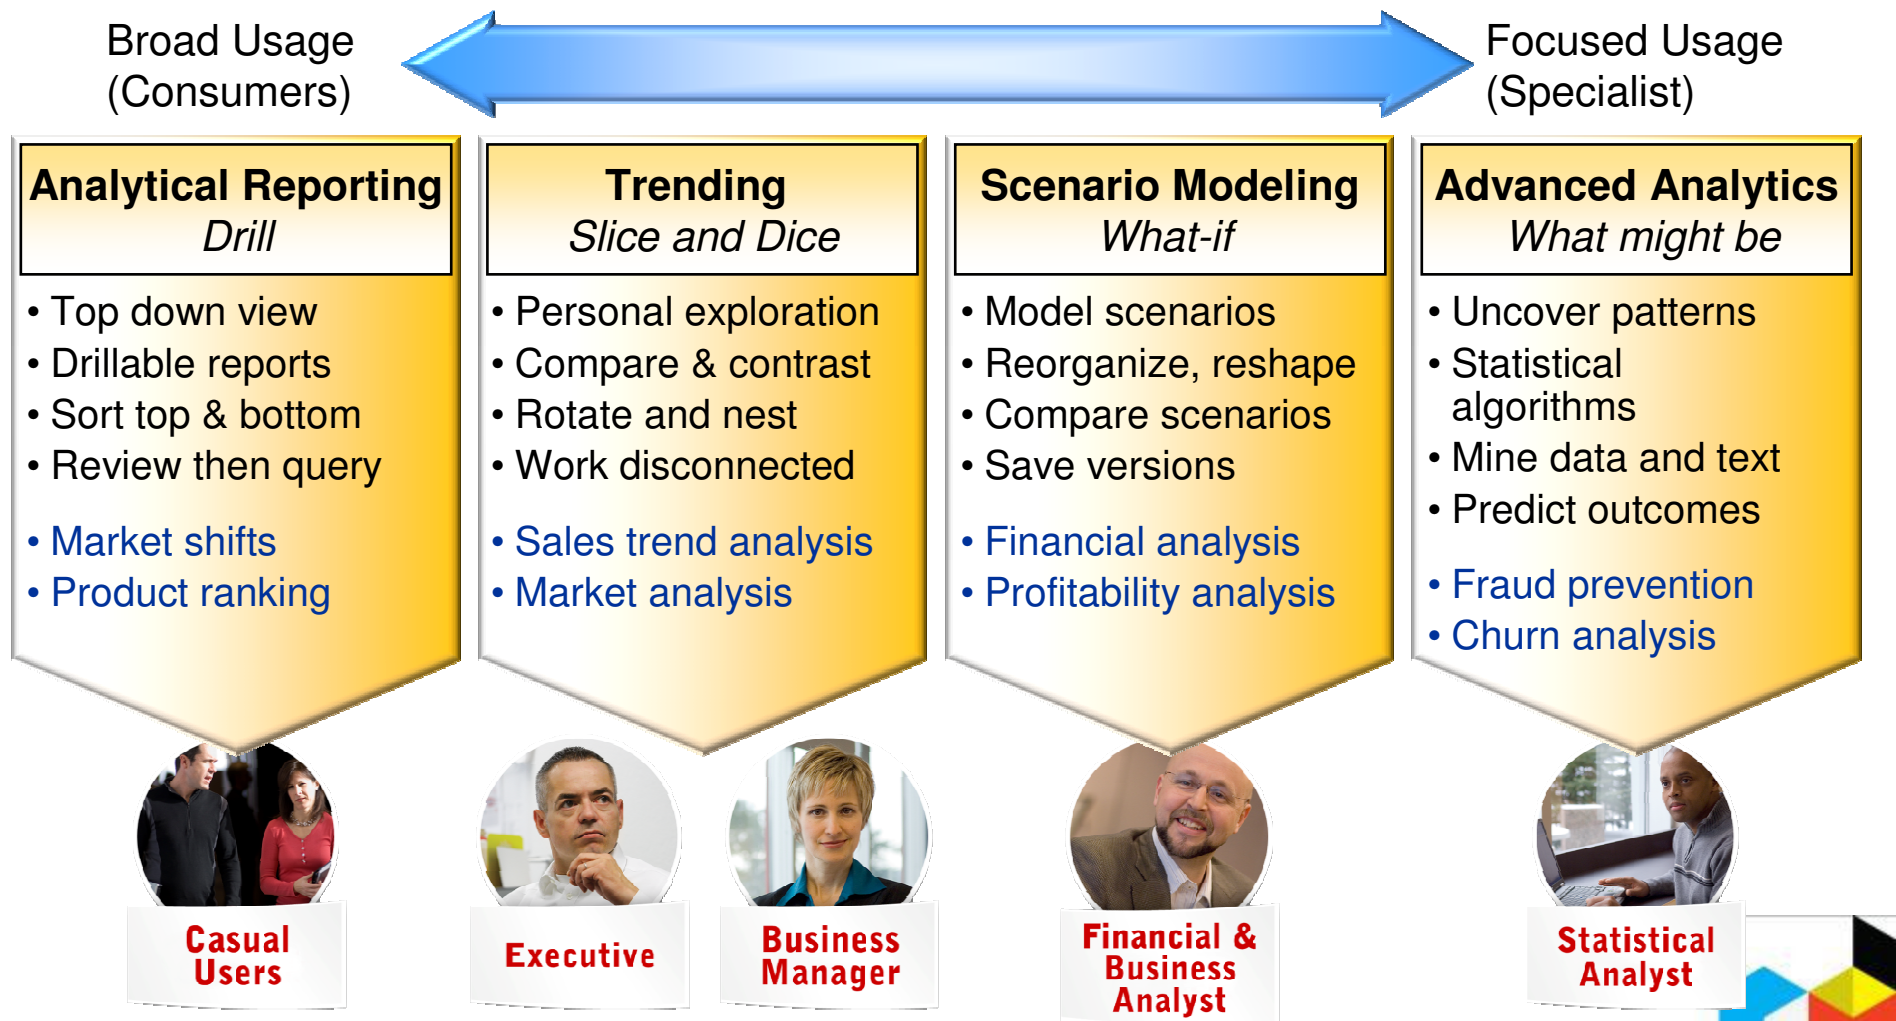 Broad Usage
(Consumers)
Focused Usage
(Specialist)
Analytical Reporting
Drill
• Top down view
• Drillable reports
• Sort top & bottom
• Review then query
• Market shifts
• Product ranking
Trending
Slice and Dice
• Personal exploration
• Compare & contrast
• Rotate and nest
• Work disconnected
• Sales trend analysis
• Market analysis
Scenario Modeling
What-if
• Model scenarios
• Reorganize, reshape
• Compare scenarios
• Save versions
• Financial analysis
• Profitability analysis
Advanced Analytics
What might be
• Uncover patterns
• Statistical
algorithms
• Mine data and text
• Predict outcomes
• Fraud prevention
• Churn analysis
Casual
Users
Executive
Business
Manager
Financial &
Business
Analyst
Statistical
Analyst